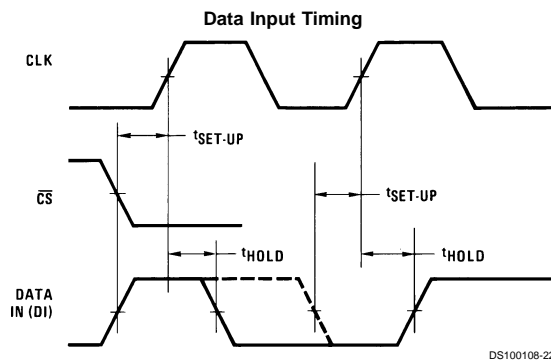 Data Input Timing
CLK
tSET-UP
CS
tSET-UP
tHOLD
tHOLD
DATA
IN (DI)
DS100108-22